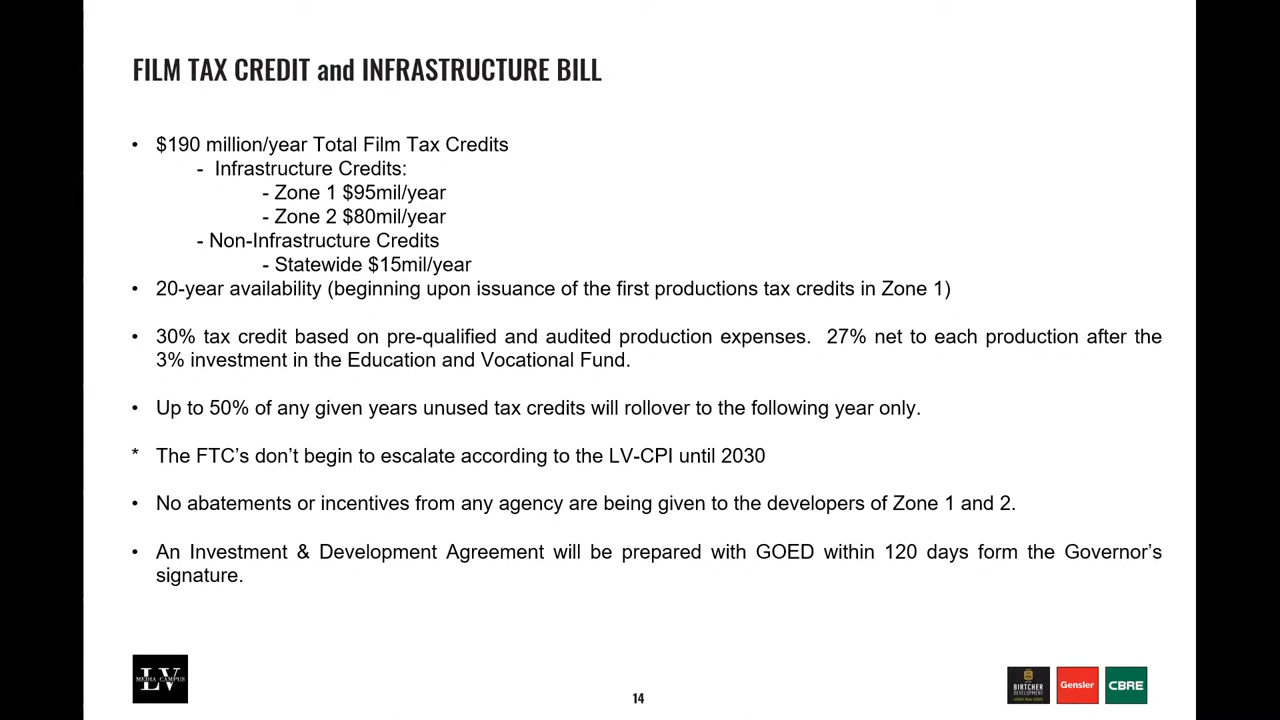 FILM TAX CREDIT and INFRASTRUCTURE BILL
• $190 million/year Total Film Tax Credits
- Infrastructure Credits:
- Zone 1 $95mil/year
- Zone 2 $80mil/year
- Non-Infrastructure Credits
- Statewide $15mil/year
• 20-year availability (beginning upon issuance of the first productions tax credits in Zone 1)
• 30% tax credit based on pre-qualified and audited production expenses. 27% net to each production after the
3% investment in the Education and Vocational Fund.
• Up to 50% of any given years unused tax credits will rollover to the following year only.
* The FTC's don't begin to escalate according to the LV-CPI until 2030
• No abatements or incentives from any agency are being given to the developers of Zone 1 and 2.
• An Investment & Development Agreement will be prepared with GOED within 120 days form the Governor's
signature.
LV
MEDIA CAMPUS
BIRTCHER
DEVELOPMENT
Gensler
CBRE
14